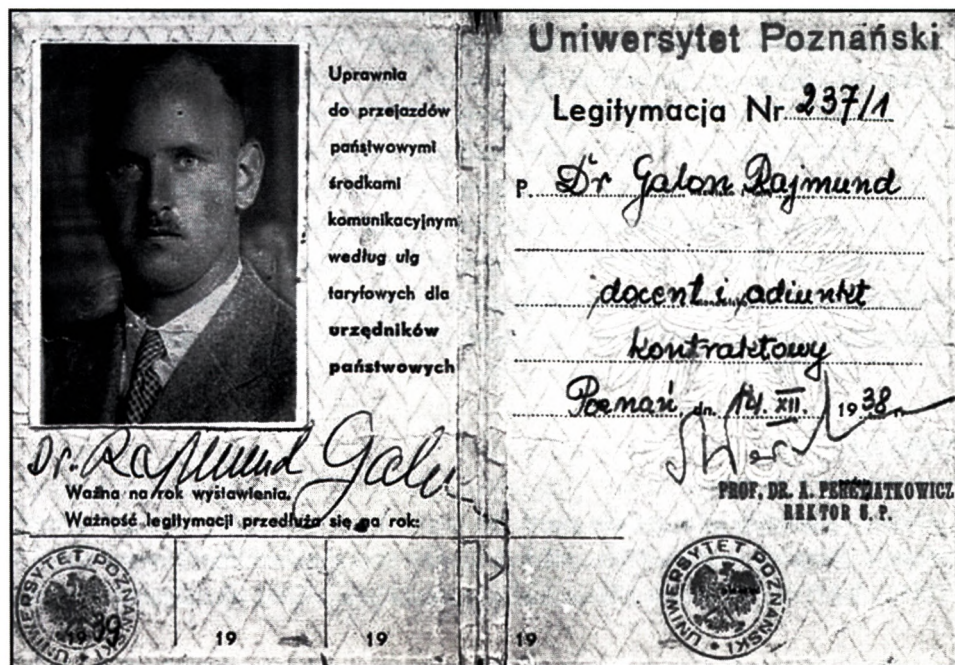 Uprawnia
do przejazdów
państwowymi
środkami
komunikacyjnym
według ulg
taryfowych dla
urzędników
państwowych
Dr. Rajmund Galon
Ważna na rok wystawienia.
Ważność legitymacji przedłuża się na rok:
UNIWERSYTET POZNAŃSKI
1939
19
19
19
Uniwersytet Poznański
Legitymacja Nr 237/1
P. Dr Galon Rajmund
docent i adiunkt
kontraktowy
Poznań, dn. 14. XII. 1938 r.
PROF. DR. A. PERETIATKOWICZ
REKTOR U. P.
UNIWERSYTET POZNAŃSKI